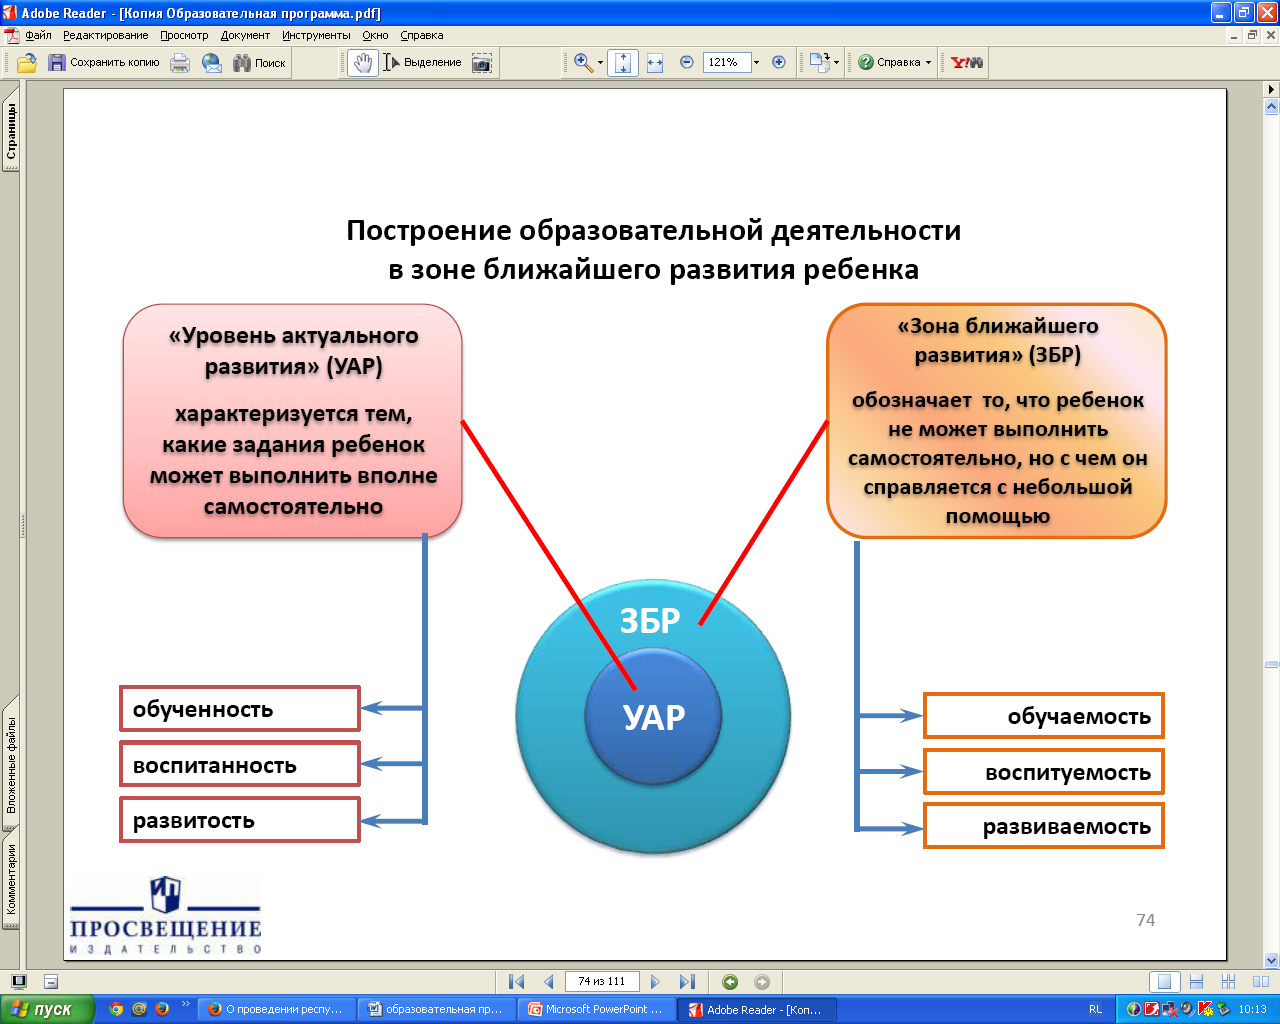 Adobe Reader - [Копия Образовательная программа.pdf]
Файл Редактирование Просмотр Документ Инструменты Окно Справка
Сохранить копию Поиск Выделение 121% Справка Y!
Страницы
Вложенные файлы
Комментарии
Построение образовательной деятельности
в зоне ближайшего развития ребенка
«Уровень актуального
развития» (УАР)
характеризуется тем,
какие задания ребенок
может выполнить вполне
самостоятельно
«Зона ближайшего
развития» (ЗБР)
обозначает то, что ребенок
не может выполнить
самостоятельно, но с чем он
справляется с небольшой
помощью
ЗБР
УАР
обученность
воспитанность
развитость
обучаемость
воспитуемость
развиваемость
ИП
ПРОСВЕЩЕНИЕ
ИЗДАТЕЛЬСТВО
74
74 из 111
пуск
О проведении респу...
образовательная пр...
Microsoft PowerPoint ...
Adobe Reader - [Коп...
RL
10:13